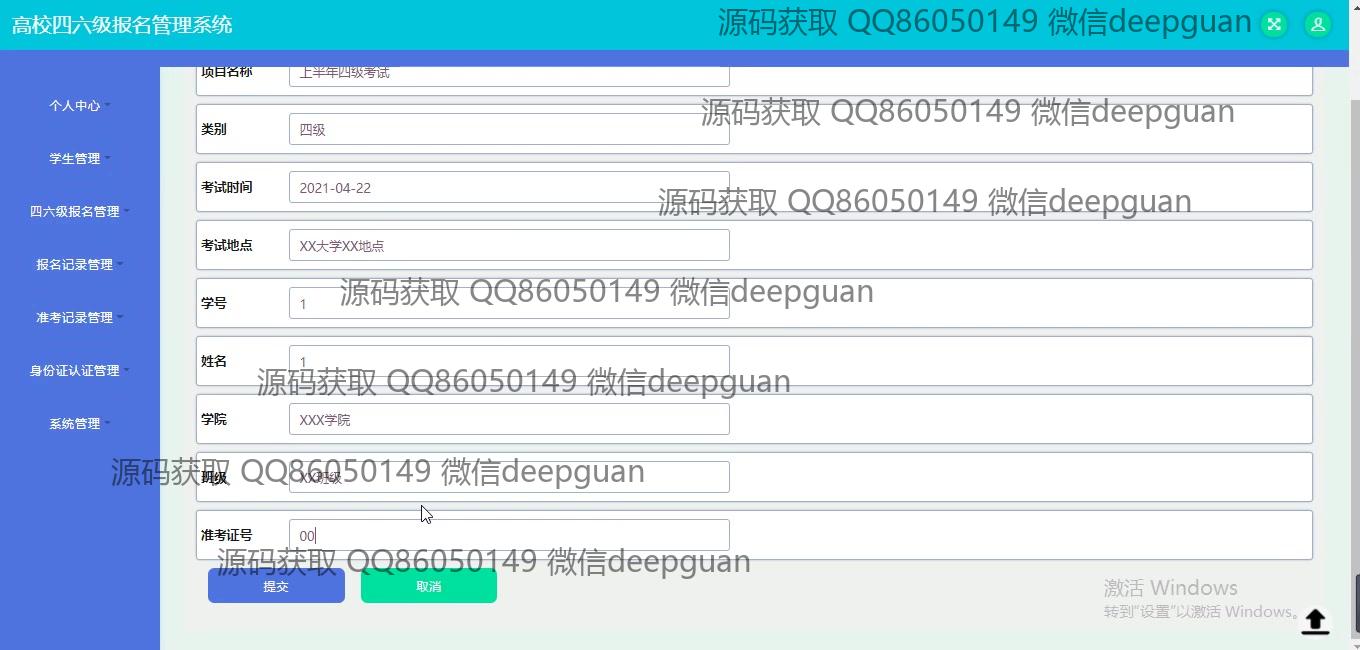 高校四六级报名管理系统
源码获取 QQ86050149 微信deepguan
项目名称 上半年四级考试
个人中心
源码获取 QQ86050149 微信deepguan
类别 四级
学生管理
考试时间 2021-04-22
源码获取 QQ86050149 微信deepguan
四六级报名管理
考试地点 XX大学XX地点
报名记录管理
源码获取 QQ86050149 微信deepguan
学号 1
准考记录管理
姓名 1
身份证认证管理
源码获取 QQ86050149 微信deepguan
学院 XXX学院
系统管理
源码获取 QQ86050149 微信deepguan
班级 XX班级
准考证号 00
源码获取 QQ86050149 微信deepguan
提交 取消
激活 Windows
转到"设置"以激活 Windows。